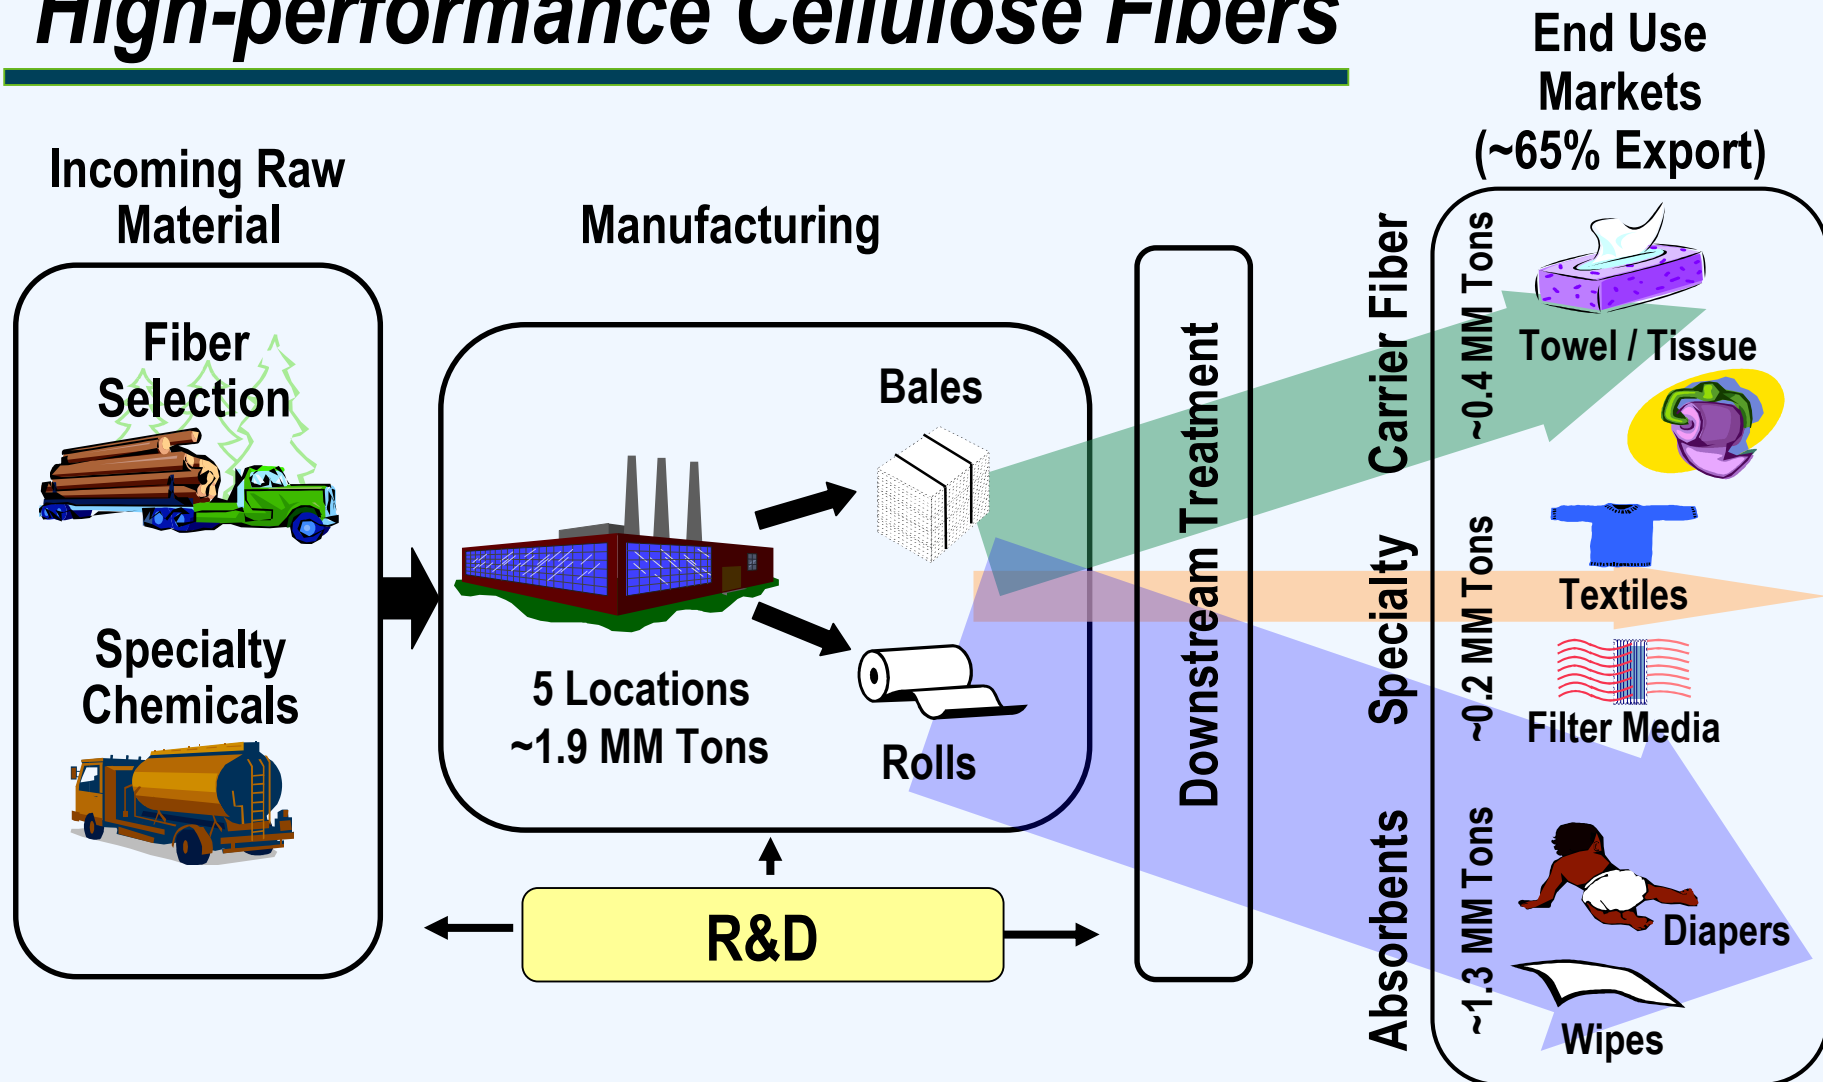 High-performance Cellulose Fibers
End Use
Markets
(~65% Export)
Incoming Raw
Material
Fiber
Selection
Specialty
Chemicals
Manufacturing
Bales
5 Locations
~1.9 MM Tons
Rolls
R&D
Downstream Treatment
Carrier Fiber
~0.4 MM Tons
Towel / Tissue
Specialty
~0.2 MM Tons
Textiles
Filter Media
Absorbents
~1.3 MM Tons
Diapers
Wipes